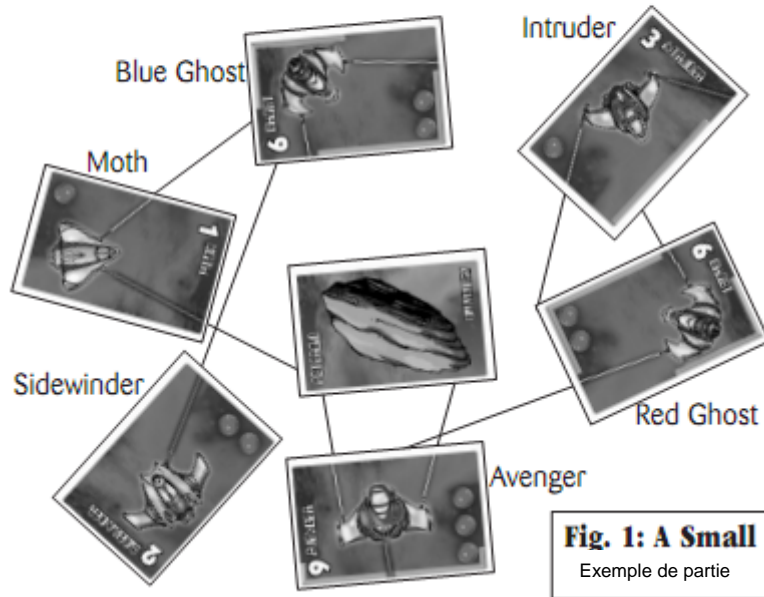 Intruder
Blue Ghost
3
6
Moth
1
6
Sidewinder
Red Ghost
Avenger
2
6
Fig. 1: A Small
Exemple de partie